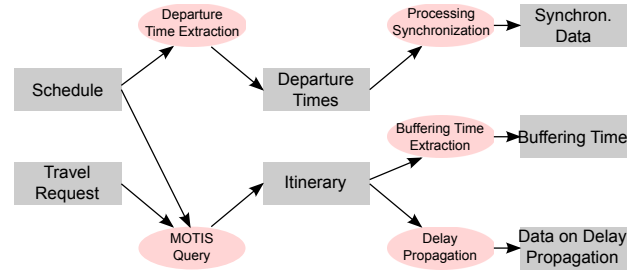 Departure
Time Extraction
Processing
Synchronization
Synchron.
Data
Schedule
Departure
Times
Buffering Time
Extraction
Buffering Time
Travel
Request
Itinerary
MOTIS
Query
Delay
Propagation
Data on Delay
Propagation